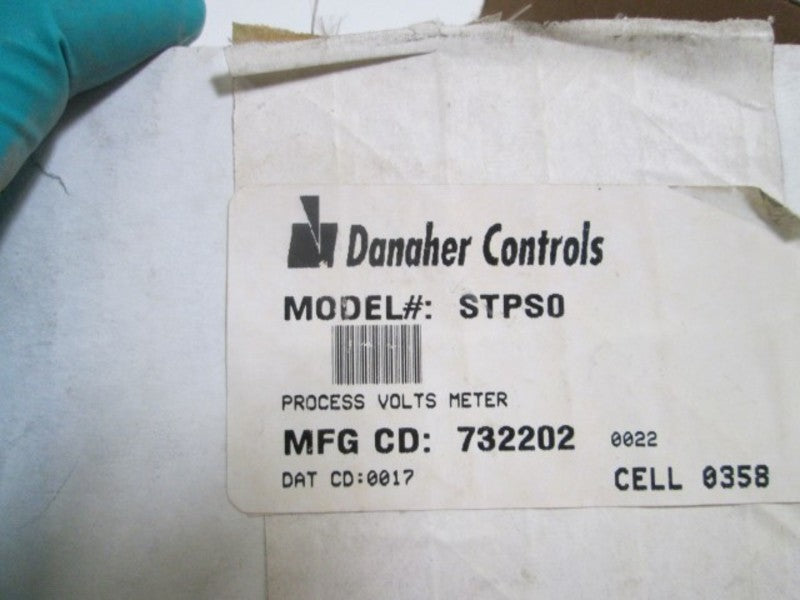 Danaher Controls
MODEL#: STPS0
PROCESS VOLTS METER
MFG CD: 732202 0022
DAT CD:0017
CELL 0358